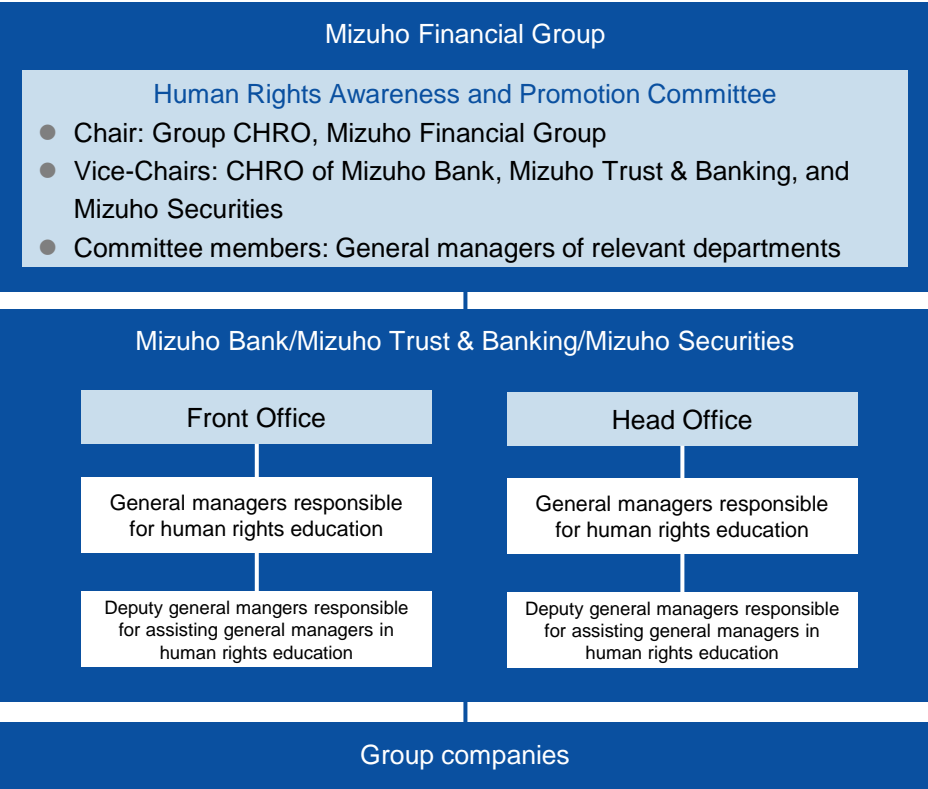 Mizuho Financial Group
Human Rights Awareness and Promotion Committee
Chair: Group CHRO, Mizuho Financial Group
Vice-Chairs: CHRO of Mizuho Bank, Mizuho Trust & Banking, and
Mizuho Securities
Committee members: General managers of relevant departments
Mizuho Bank/Mizuho Trust & Banking/Mizuho Securities
Front Office
General managers responsible
for human rights education
Deputy general mangers responsible
for assisting general managers in
human rights education
Head Office
General managers responsible
for human rights education
Deputy general managers responsible
for assisting general managers in
human rights education
Group companies